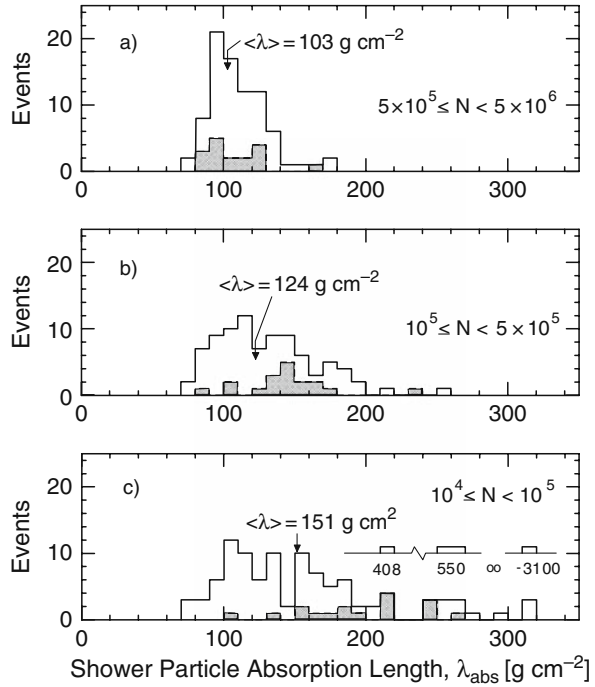 a)
<λ> = 103 g cm⁻²
5×10⁵ ≤ N < 5×10⁶
Events
20
10
0
0 100 200 300
b)
<λ> = 124 g cm⁻²
10⁵ ≤ N < 5×10⁵
Events
20
10
0
0 100 200 300
c)
10⁴ ≤ N < 10⁵
<λ> = 151 g cm²
408 550 ∞ -3100
Events
20
10
0
0 100 200 300
Shower Particle Absorption Length, λabs [g cm⁻²]